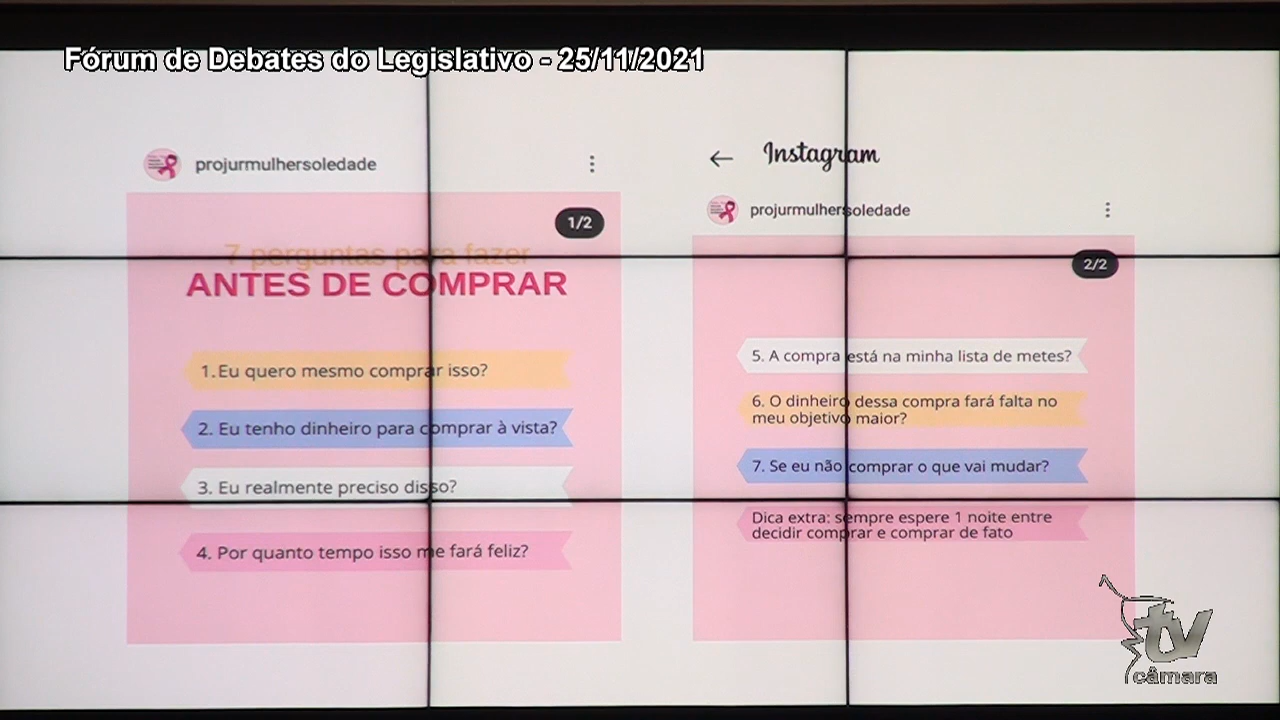 Fórum de Debates do Legislativo - 25/11/2021
projurmulhersoledade
1/2
7 perguntas para fazer
ANTES DE COMPRAR
1. Eu quero mesmo comprar isso?
2. Eu tenho dinheiro para comprar à vista?
3. Eu realmente preciso disso?
4. Por quanto tempo isso me fará feliz?
Instagram
projurmulhersoledade
2/2
5. A compra está na minha lista de metes?
6. O dinheiro dessa compra fará falta no
meu objetivo maior?
7. Se eu não comprar o que vai mudar?
Dica extra: sempre espere 1 noite entre
decidir comprar e comprar de fato
tv
câmara